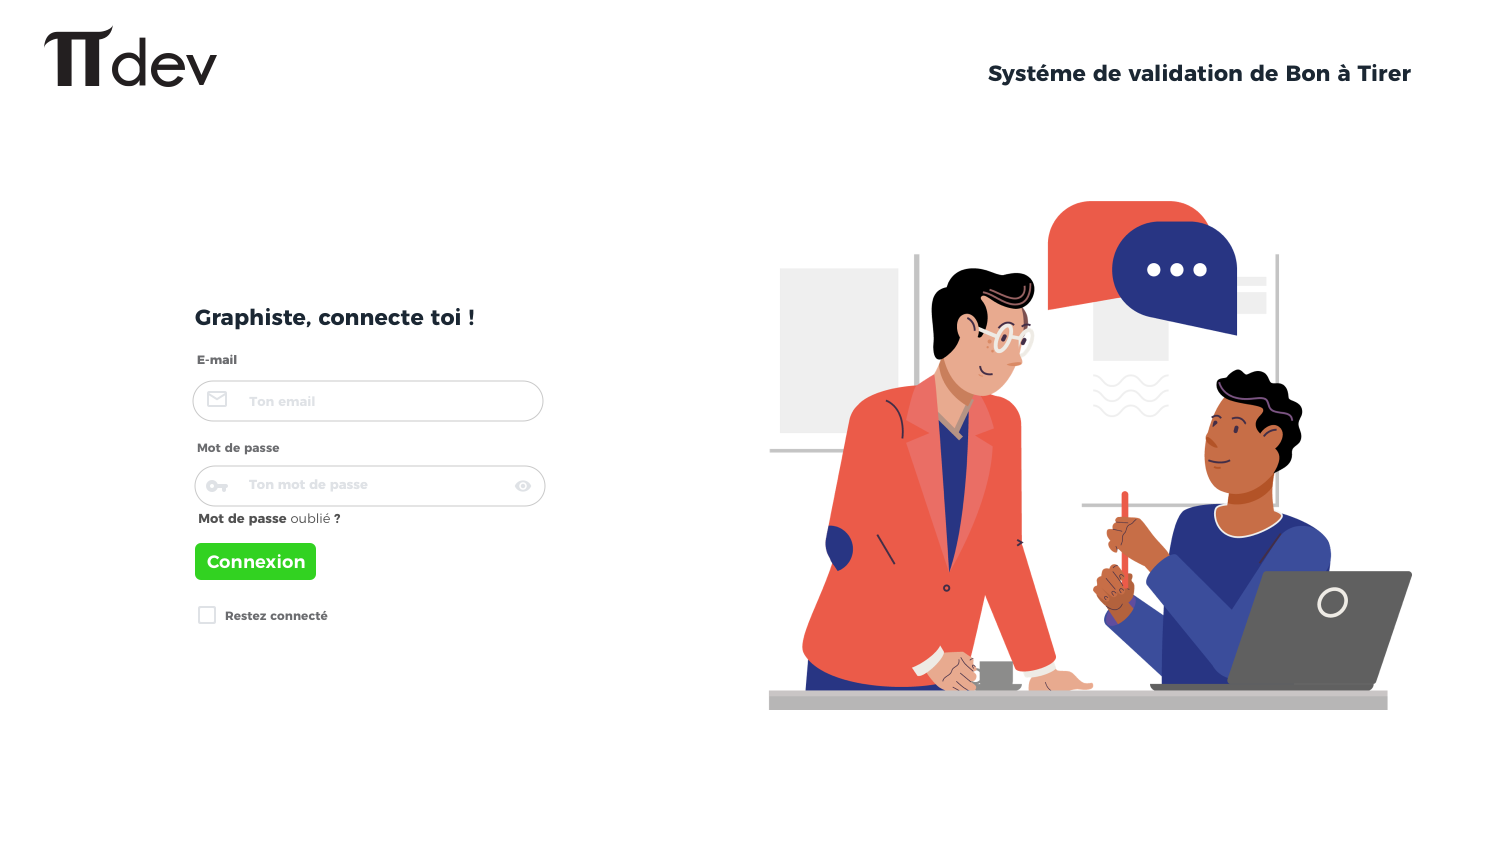 πdev
Systéme de validation de Bon à Tirer
Graphiste, connecte toi !
E-mail
Ton email
Mot de passe
Ton mot de passe
Mot de passe oublié ?
Connexion
Restez connecté